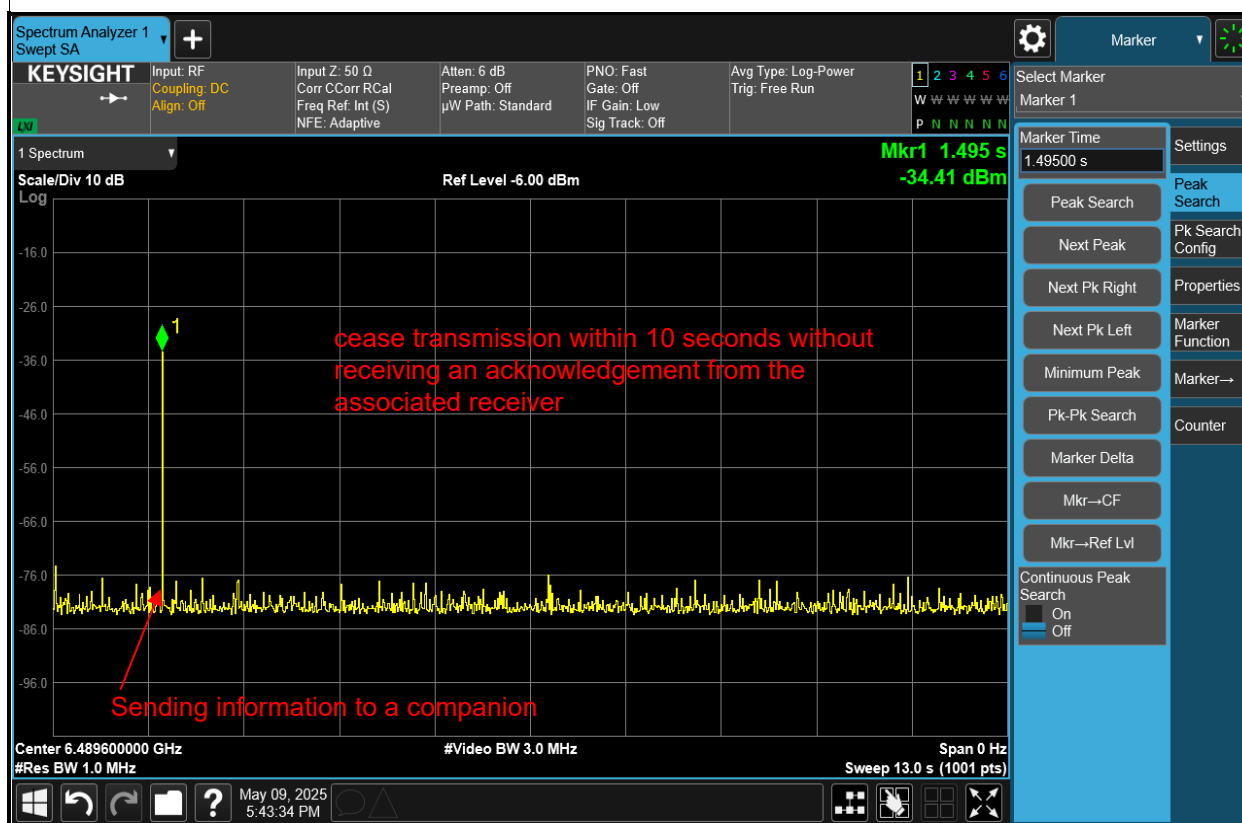 Spectrum Analyzer 1
Swept SA
Marker
KEYSIGHT
LXI
Input: RF
Coupling: DC
Align: Off
Input Z: 50 Ω
Corr CCorr RCal
Freq Ref: Int (S)
NFE: Adaptive
Atten: 6 dB
Preamp: Off
µW Path: Standard
PNO: Fast
Gate: Off
IF Gain: Low
Sig Track: Off
Avg Type: Log-Power
Trig: Free Run
1 2 3 4 5 6
W W W W W W
P N N N N N
Select Marker
Marker 1
1 Spectrum
Mkr1 1.495 s
Scale/Div 10 dB
Ref Level -6.00 dBm
-34.41 dBm
Log
-16.0
-26.0
-36.0
-46.0
-56.0
-66.0
-76.0
-86.0
-96.0
1
cease transmission within 10 seconds without
receiving an acknowledgement from the
associated receiver
Sending information to a companion
Center 6.489600000 GHz
#Video BW 3.0 MHz
Span 0 Hz
#Res BW 1.0 MHz
Sweep 13.0 s (1001 pts)
Marker Time
1.49500 s
Peak Search
Next Peak
Next Pk Right
Next Pk Left
Minimum Peak
Pk-Pk Search
Marker Delta
Mkr→CF
Mkr→Ref Lvl
Continuous Peak
Search
On
Off
Settings
Peak
Search
Pk Search
Config
Properties
Marker
Function
Marker→
Counter
?
May 09, 2025
5:43:34 PM